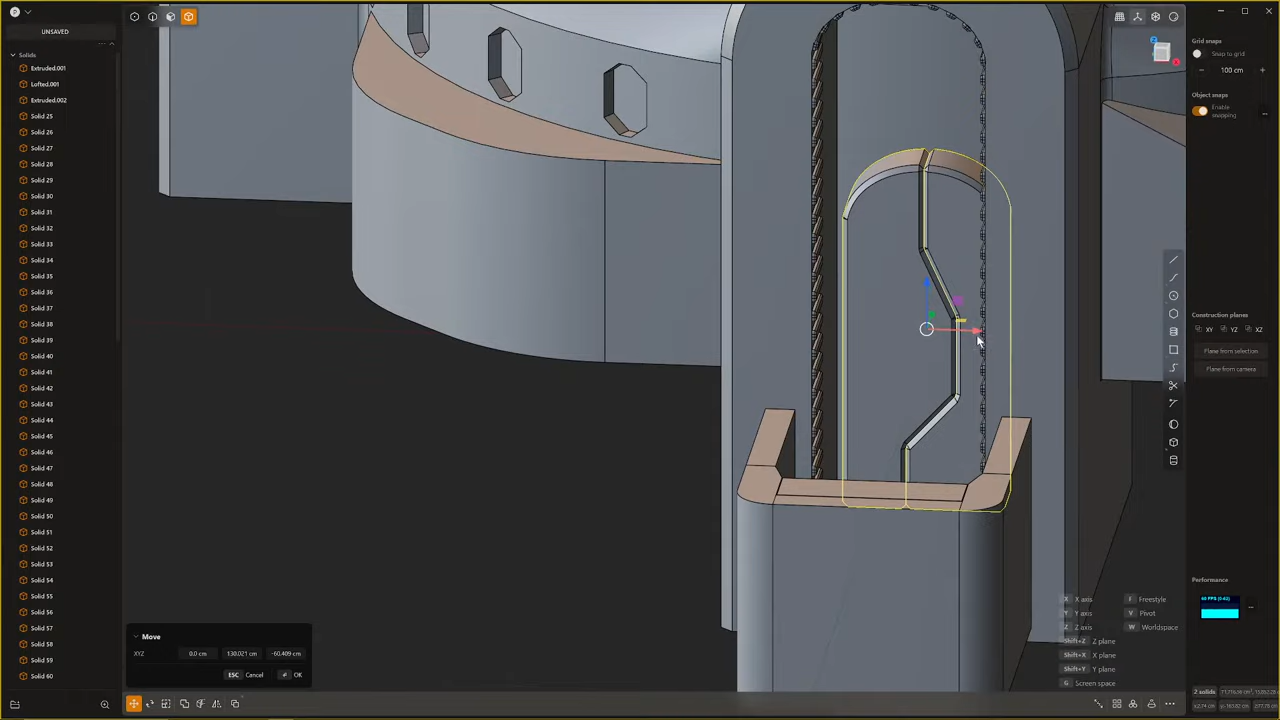 UNSAVED
Solids
Extruded.001
Lofted.001
Extruded.002
Solid 25
Solid 26
Solid 27
Solid 28
Solid 29
Solid 30
Solid 31
Solid 32
Solid 33
Solid 34
Solid 35
Solid 36
Solid 37
Solid 38
Solid 39
Solid 40
Solid 41
Solid 42
Solid 43
Solid 44
Solid 45
Solid 46
Solid 47
Solid 48
Solid 49
Solid 50
Solid 51
Solid 52
Solid 53
Solid 54
Solid 55
Solid 56
Solid 57
Solid 58
Solid 59
Solid 60
Move
XYZ 0.0 cm 130.021 cm -60.409 cm
ESC Cancel OK
X X axis F Freestyle
Y Y axis V Pivot
Z Z axis W Worldspace
Shift+Z Z plane
Shift+X X plane
Shift+Y Y plane
G Screen space
Z
X
Grid snaps
Snap to grid
100 cm
Object snaps
Enable
snapping
Construction planes
XY YZ XZ
Plane from selection
Plane from camera
Performance
2 solids